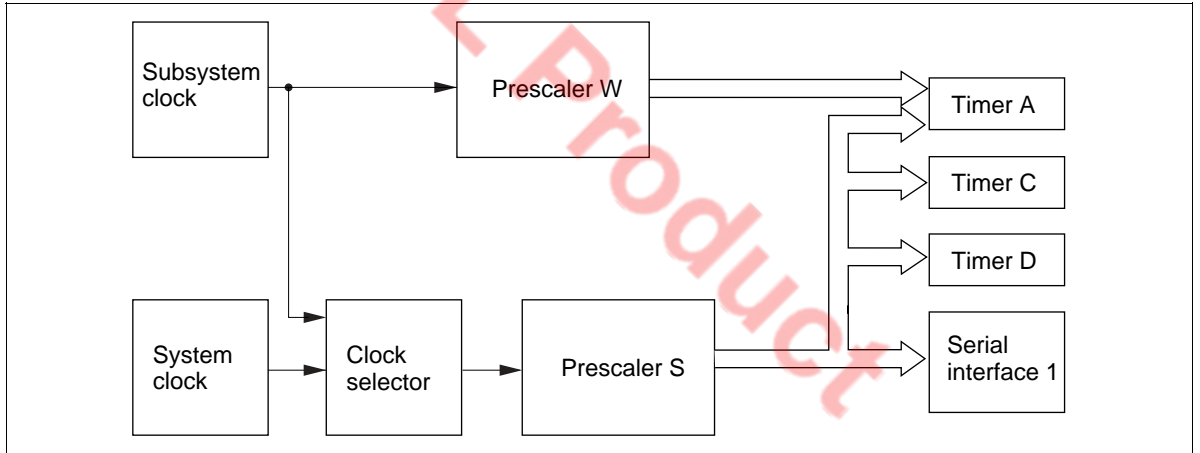 Subsystem
clock
Prescaler W
Timer A
Timer C
Timer D
System
clock
Clock
selector
Prescaler S
Serial
interface 1
L Product